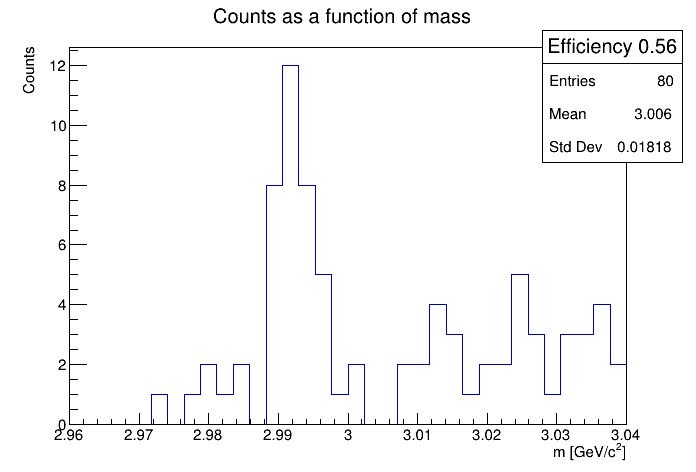 Counts as a function of mass
Efficiency 0.56
Entries 80
Mean 3.006
Std Dev 0.01818
Counts
12
10
8
6
4
2
0
2.96 2.97 2.98 2.99 3 3.01 3.02 3.03 3.04
m [GeV/c²]